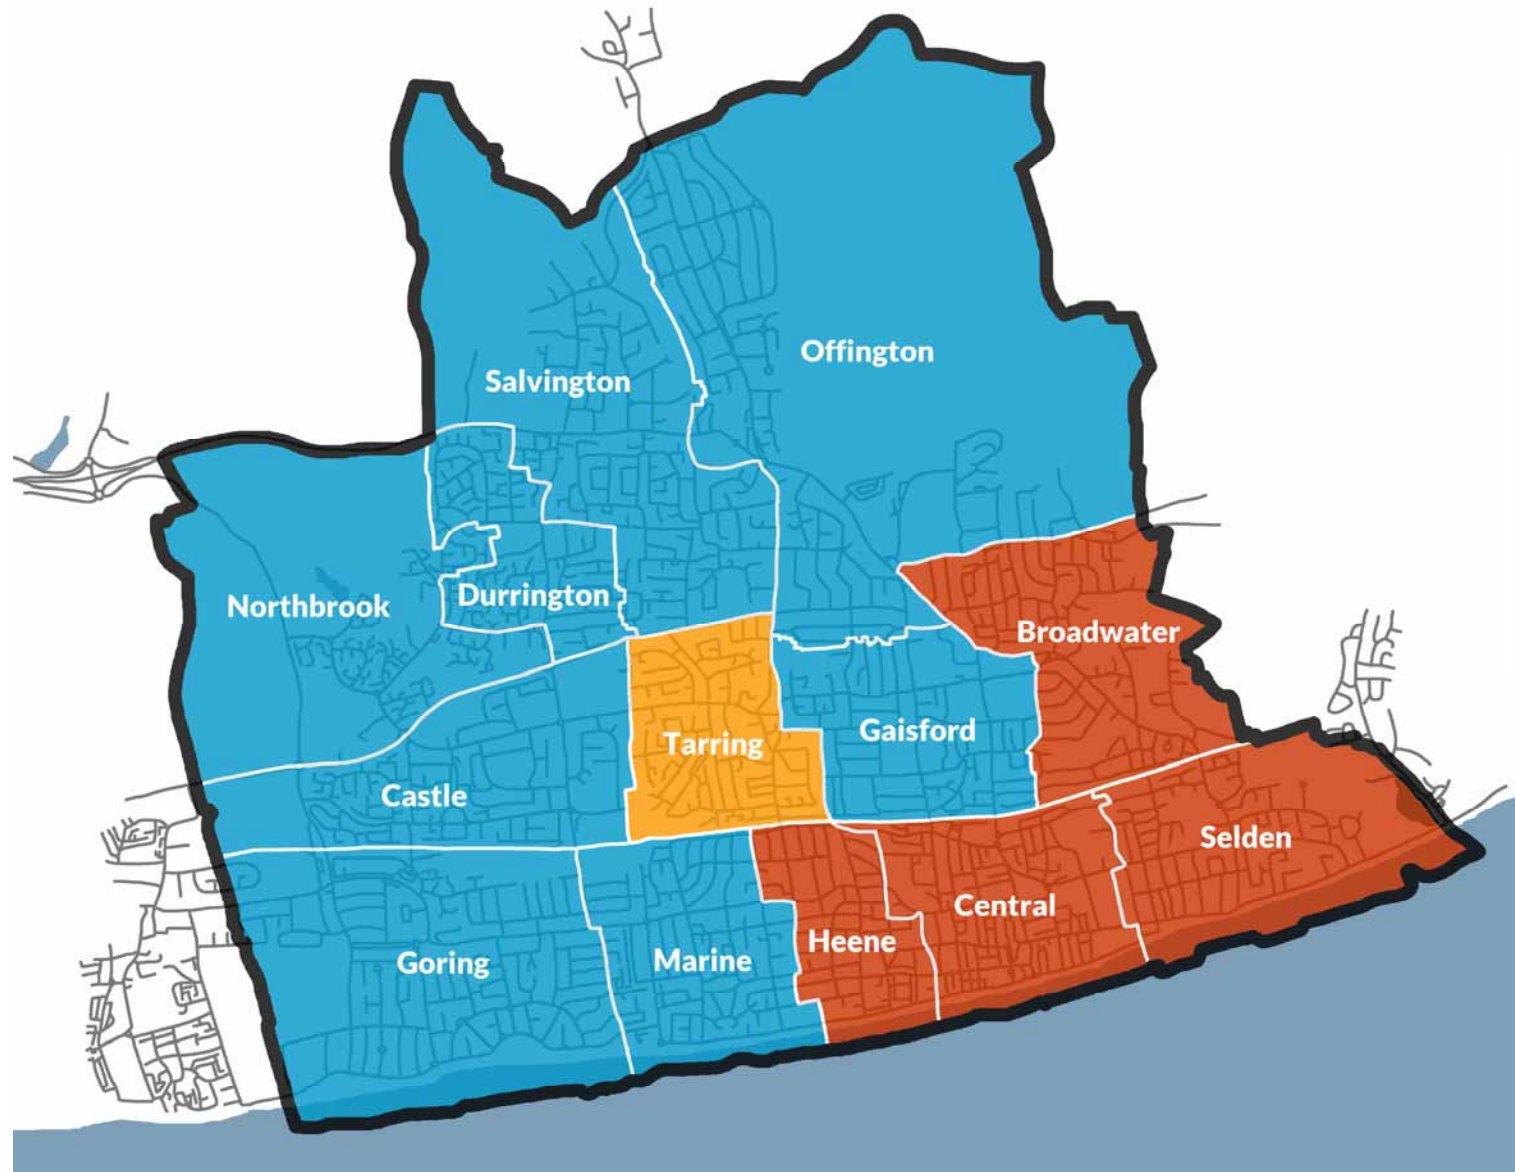 Offington
Salvington
Northbrook
Durrington
Broadwater
Tarring
Gaisford
Castle
Selden
Central
Heene
Goring
Marine